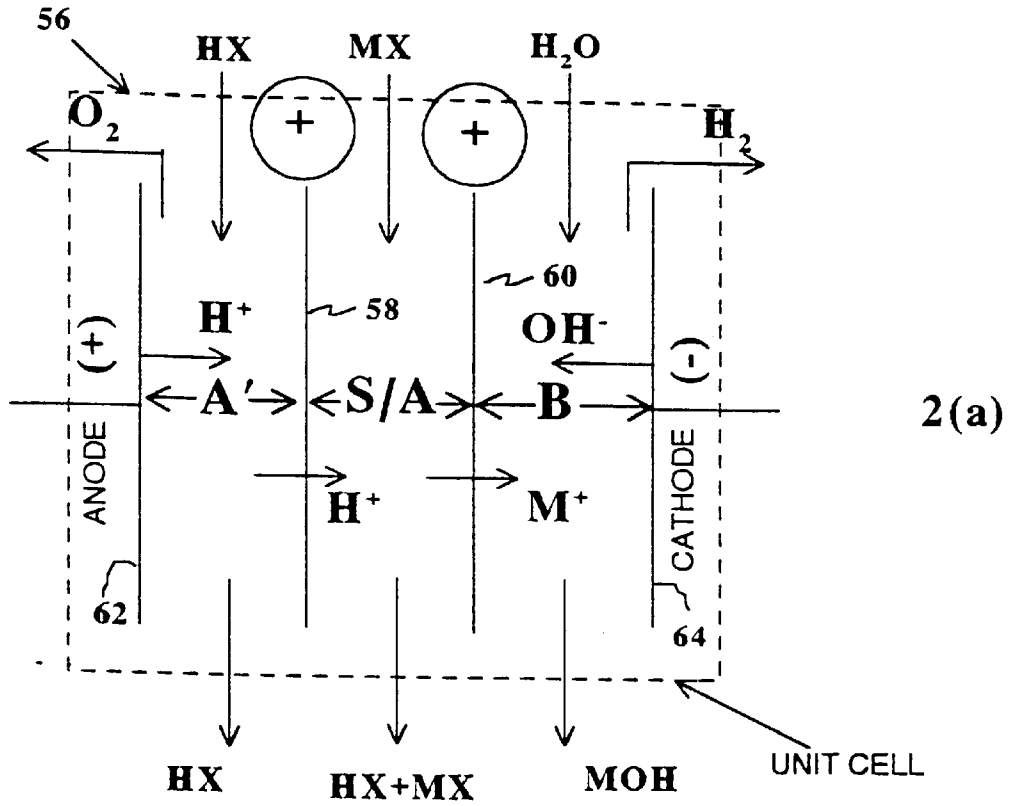 56
HX
MX
H₂O
O₂
+
+
H₂
60
58
H⁺
OH⁻
(+)
(-)
A′
S/A
B
2(a)
ANODE
CATHODE
H⁺
M⁺
62
64
HX
HX+MX
MOH
UNIT CELL